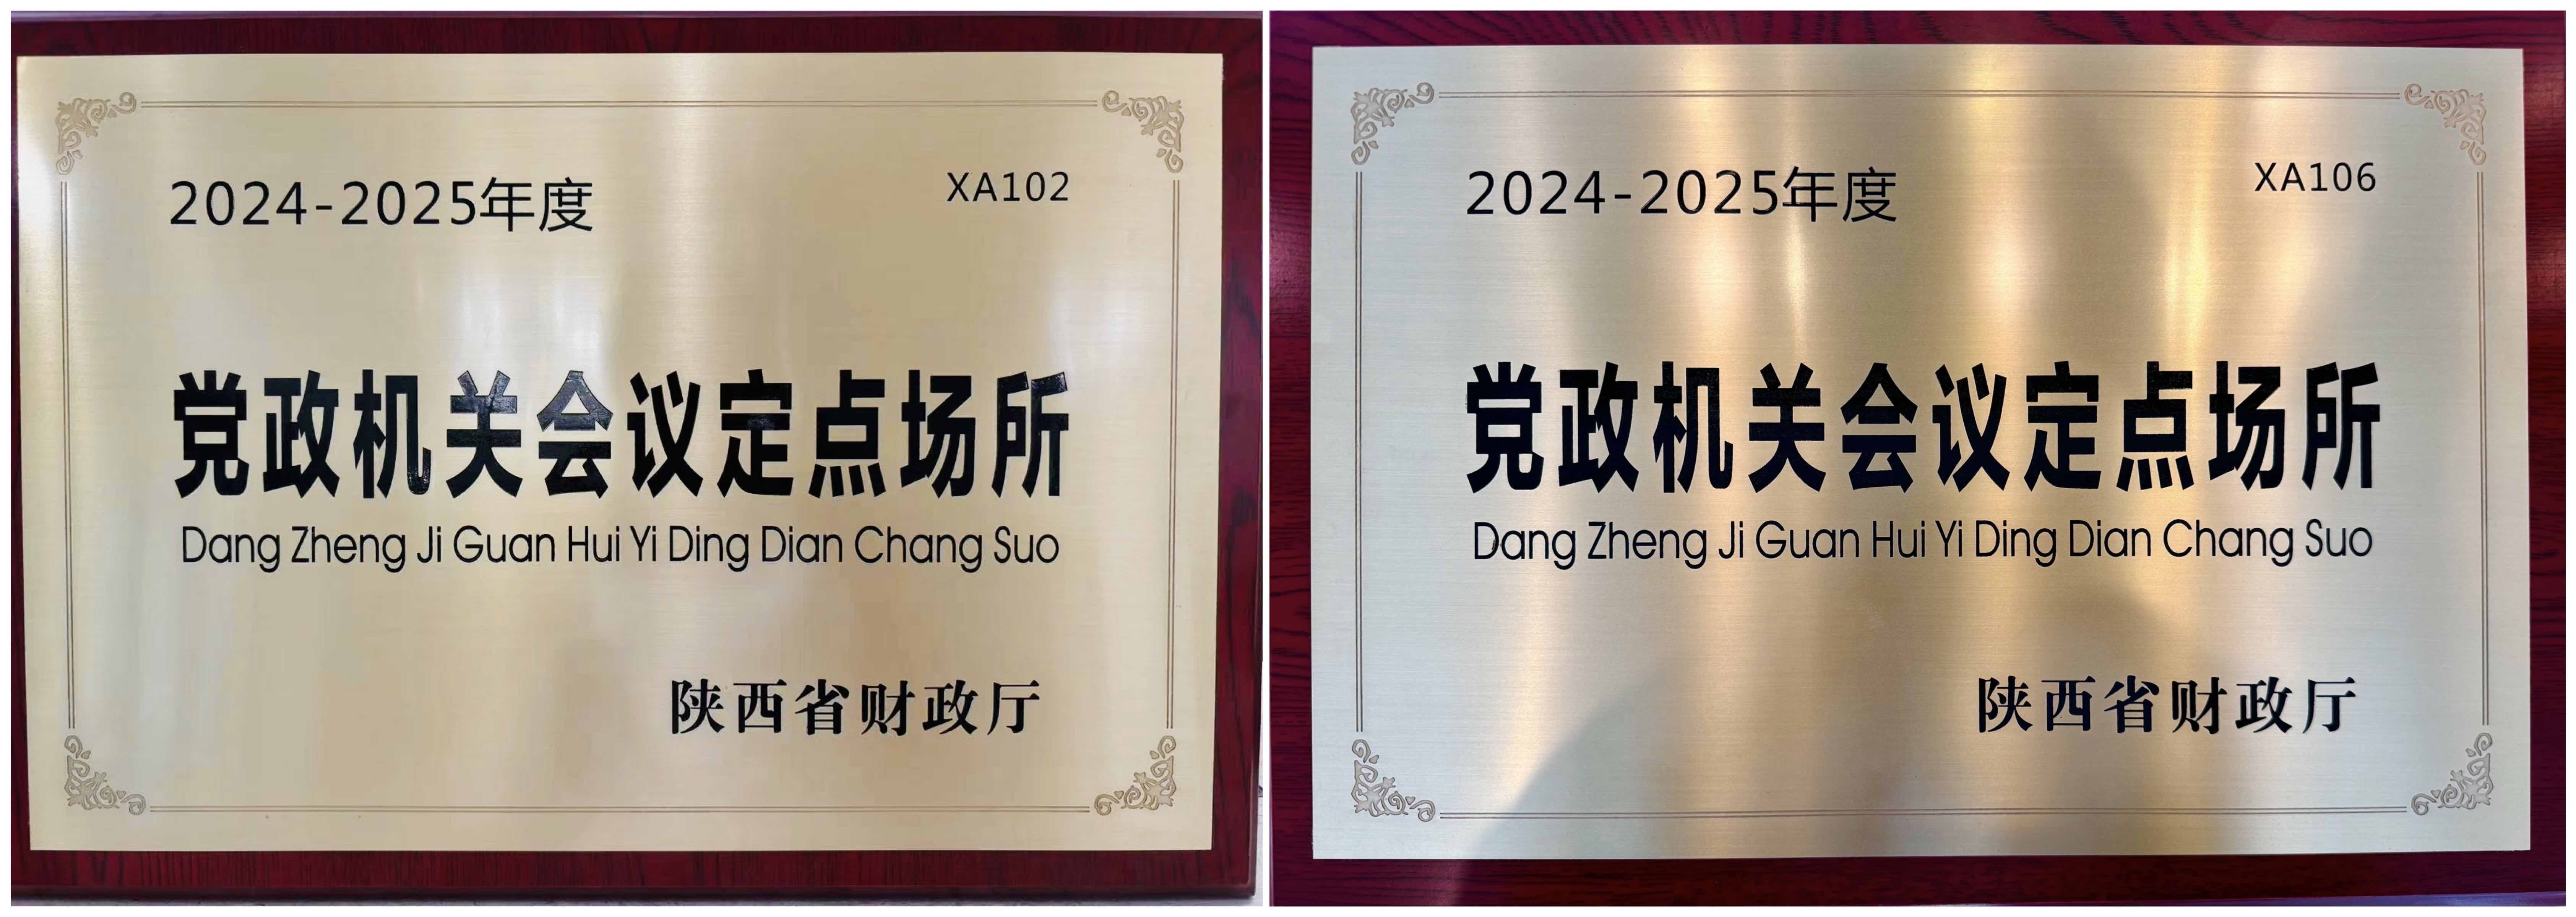 2024-2025年度
XA102
党政机关会议定点场所
Dang Zheng Ji Guan Hui Yi Ding Dian Chang Suo
陕西省财政厅
2024-2025年度
XA106
党政机关会议定点场所
Dang Zheng Ji Guan Hui Yi Ding Dian Chang Suo
陕西省财政厅